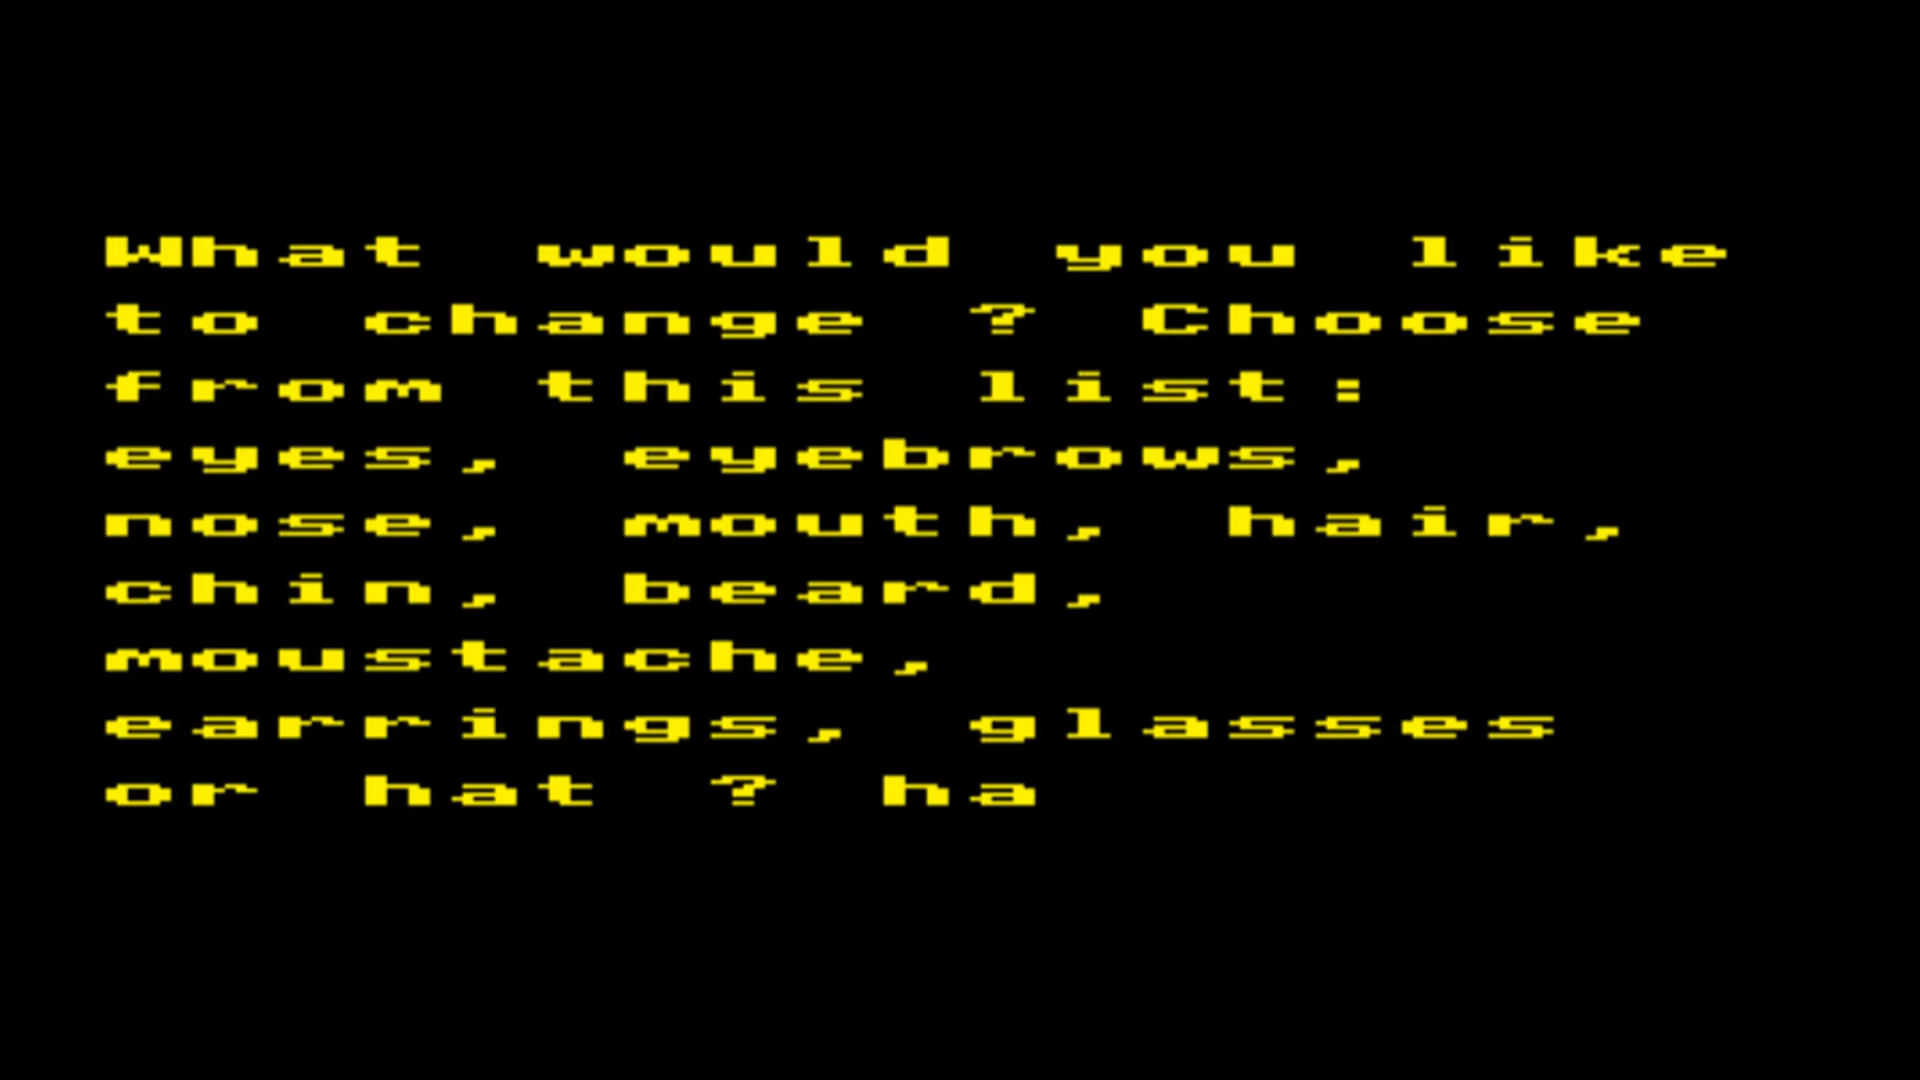 What would you like
to change ? Choose
from this list:
eyes, eyebrows,
nose, mouth, hair,
chin, beard,
moustache,
earrings, glasses
or hat ? ha